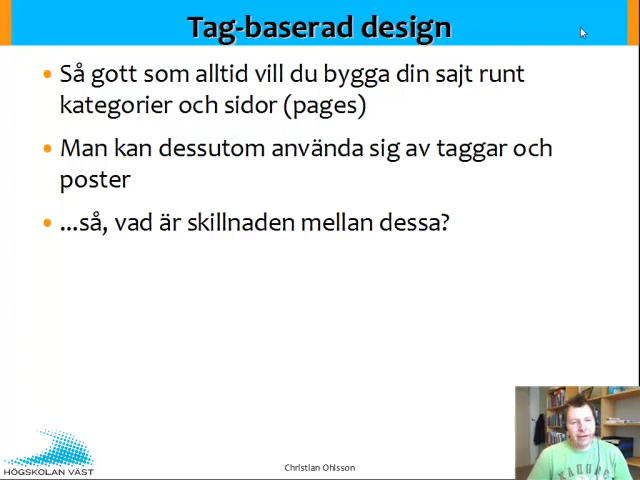 Tag-baserad design
• Så gott som alltid vill du bygga din sajt runt
kategorier och sidor (pages)
• Man kan dessutom använda sig av taggar och
poster
• ...så, vad är skillnaden mellan dessa?
HÖGSKOLAN VÄST
Christian Ohlsson